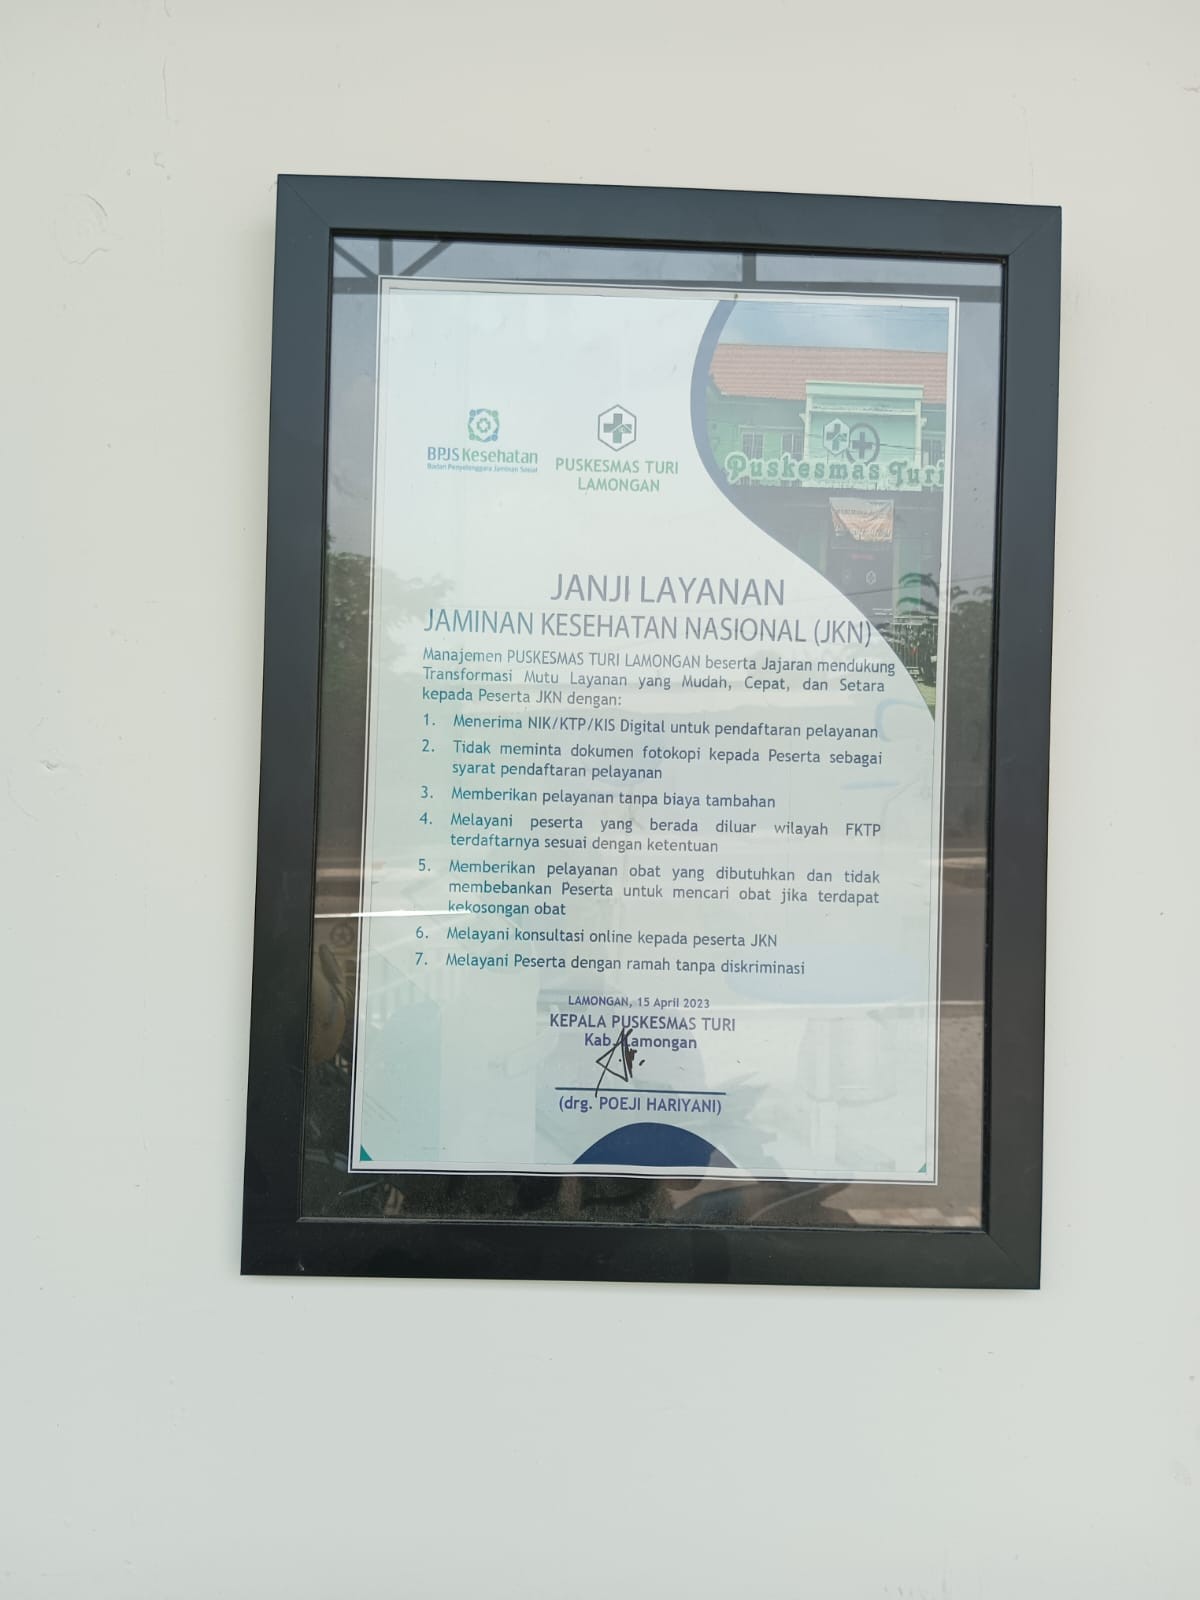 BPJS Kesehatan
Badan Penyelenggara Jaminan Sosial
PUSKESMAS TURI
LAMONGAN
Puskesmas Turi
JANJI LAYANAN
JAMINAN KESEHATAN NASIONAL (JKN)
Manajemen PUSKESMAS TURI LAMONGAN beserta Jajaran mendukung
Transformasi Mutu Layanan yang Mudah, Cepat, dan Setara
kepada Peserta JKN dengan:
1. Menerima NIK/KTP/KIS Digital untuk pendaftaran pelayanan
2. Tidak meminta dokumen fotokopi kepada Peserta sebagai
syarat pendaftaran pelayanan
3. Memberikan pelayanan tanpa biaya tambahan
4. Melayani peserta yang berada diluar wilayah FKTP
terdaftarnya sesuai dengan ketentuan
5. Memberikan pelayanan obat yang dibutuhkan dan tidak
membebankan Peserta untuk mencari obat jika terdapat
kekosongan obat
6. Melayani konsultasi online kepada peserta JKN
7. Melayani Peserta dengan ramah tanpa diskriminasi
LAMONGAN, 15 April 2023
KEPALA PUSKESMAS TURI
Kab. Lamongan
(drg. POEJI HARIYANI)